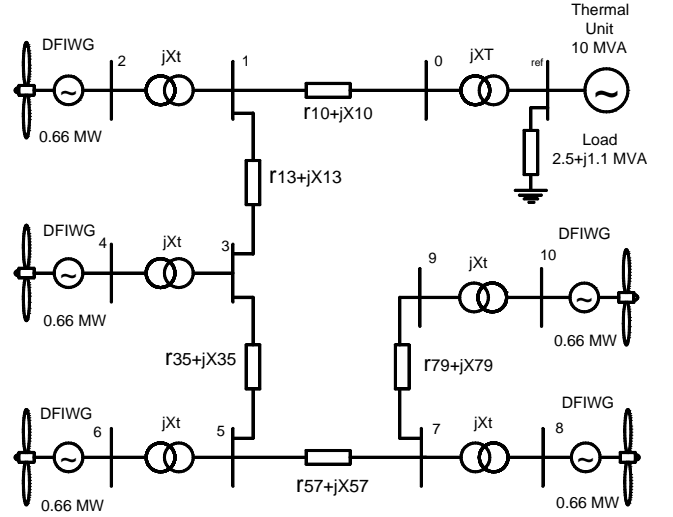 Thermal
Unit
10 MVA
DFIWG
2
jXt
1
0
jXT
ref
~
~
r10+jX10
0.66 MW
Load
2.5+j1.1 MVA
r13+jX13
DFIWG
4
jXt
3
~
0.66 MW
9
jXt
10
DFIWG
~
0.66 MW
r35+jX35
r79+jX79
DFIWG
6
jXt
5
7
jXt
8
DFIWG
~
~
0.66 MW
r57+jX57
0.66 MW